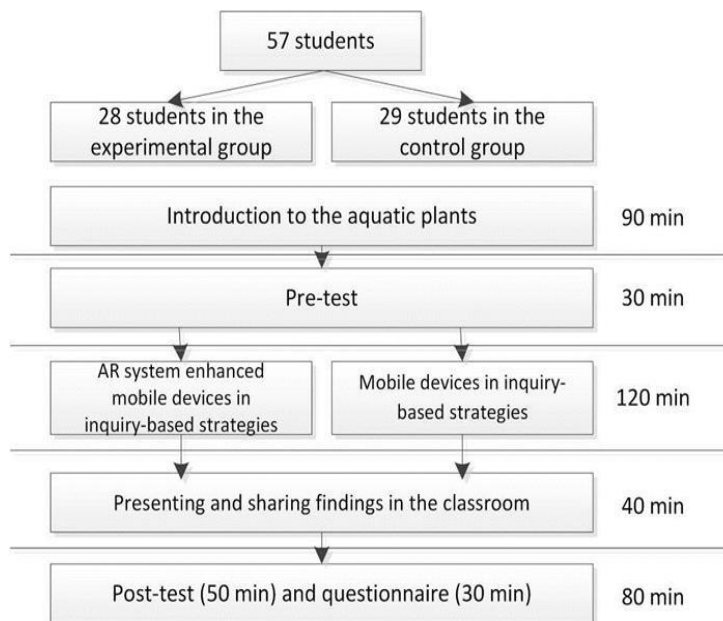 57 students
28 students in the
experimental group
29 students in the
control group
Introduction to the aquatic plants
90 min
Pre-test
30 min
AR system enhanced
mobile devices in
inquiry-based strategies
Mobile devices in inquiry-
based strategies
120 min
Presenting and sharing findings in the classroom
40 min
Post-test (50 min) and questionnaire (30 min)
80 min